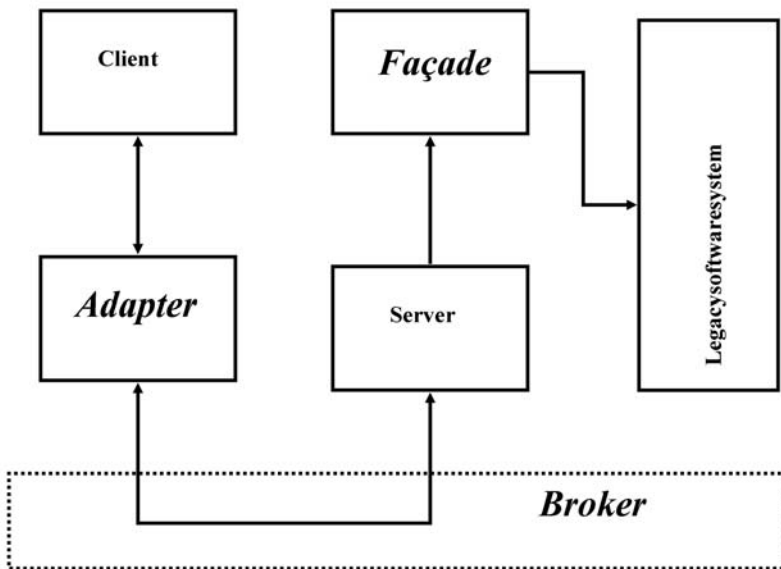 Client
Façade
Legacysoftwaresystem
Adapter
Server
Broker